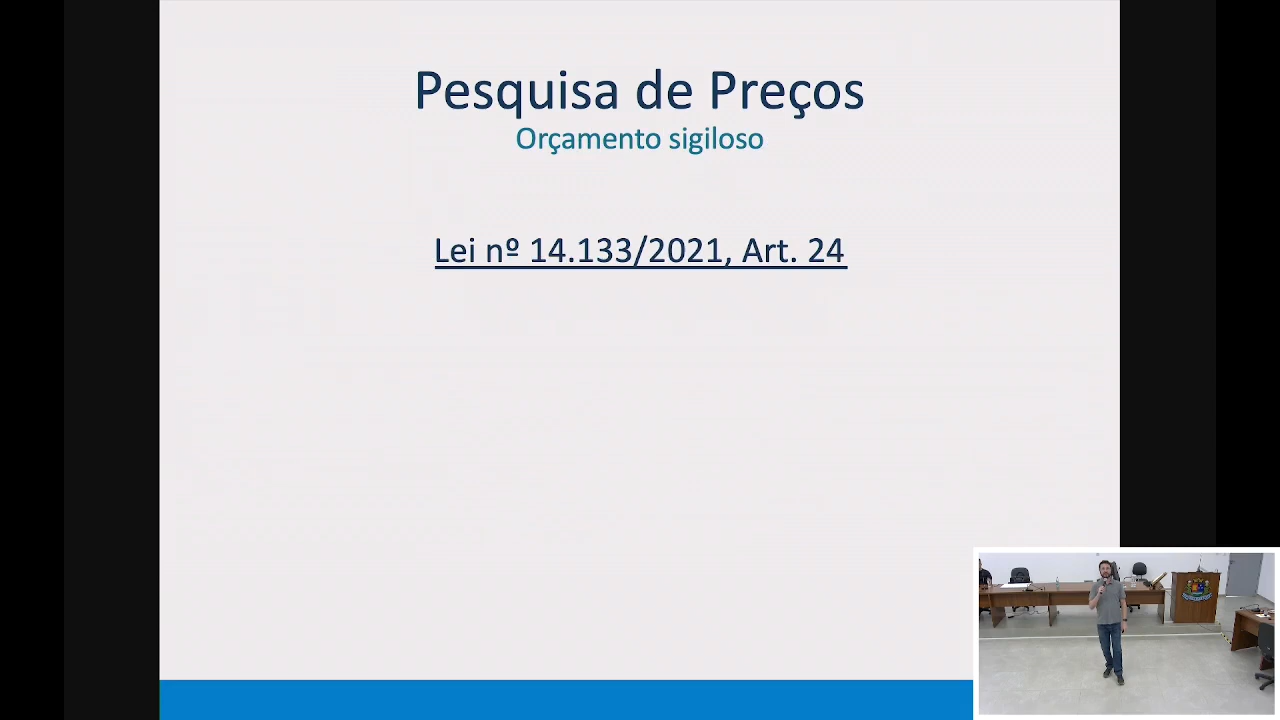 Pesquisa de Preços
Orçamento sigiloso
Lei nº 14.133/2021, Art. 24